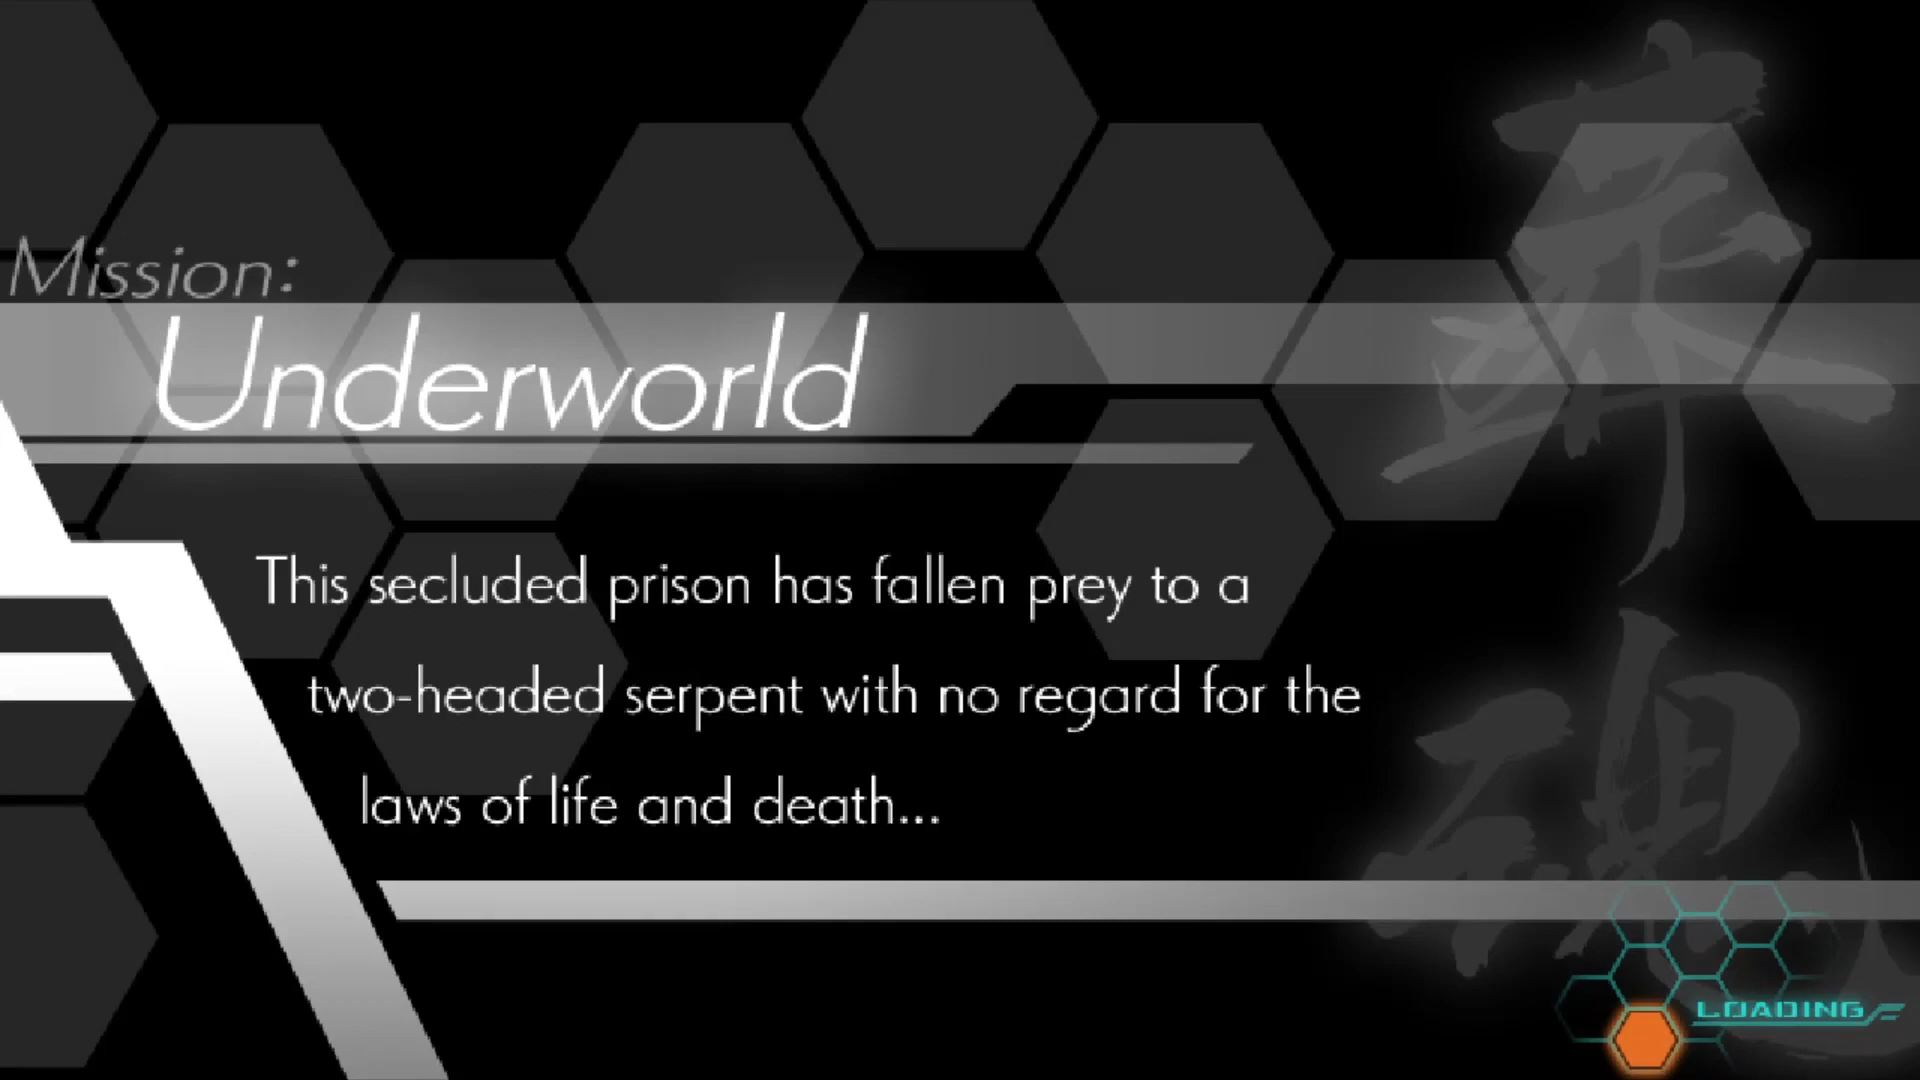 Mission:
Underworld
This secluded prison has fallen prey to a
two-headed serpent with no regard for the
laws of life and death...
LOADING